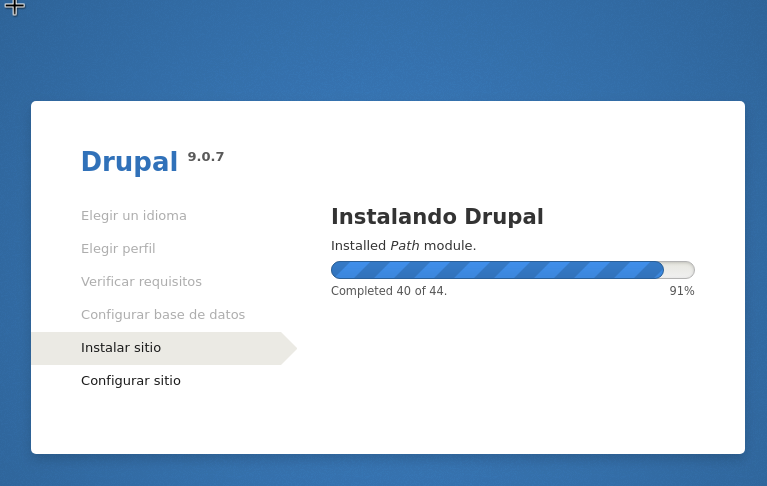 Drupal 9.0.7
Elegir un idioma
Elegir perfil
Verificar requisitos
Configurar base de datos
Instalar sitio
Configurar sitio
Instalando Drupal
Installed Path module.
Completed 40 of 44. 91%